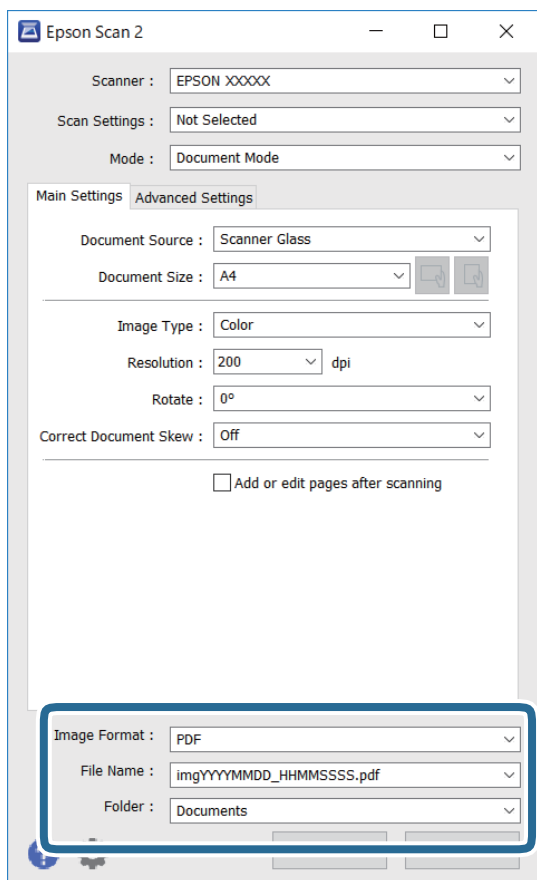 Epson Scan 2
Scanner : EPSON XXXXX
Scan Settings : Not Selected
Mode : Document Mode
Main Settings Advanced Settings
Document Source : Scanner Glass
Document Size : A4
Image Type : Color
Resolution : 200 dpi
Rotate : 0°
Correct Document Skew : Off
Add or edit pages after scanning
Image Format : PDF
File Name : imgYYYYMMDD_HHMMSSSS.pdf
Folder : Documents